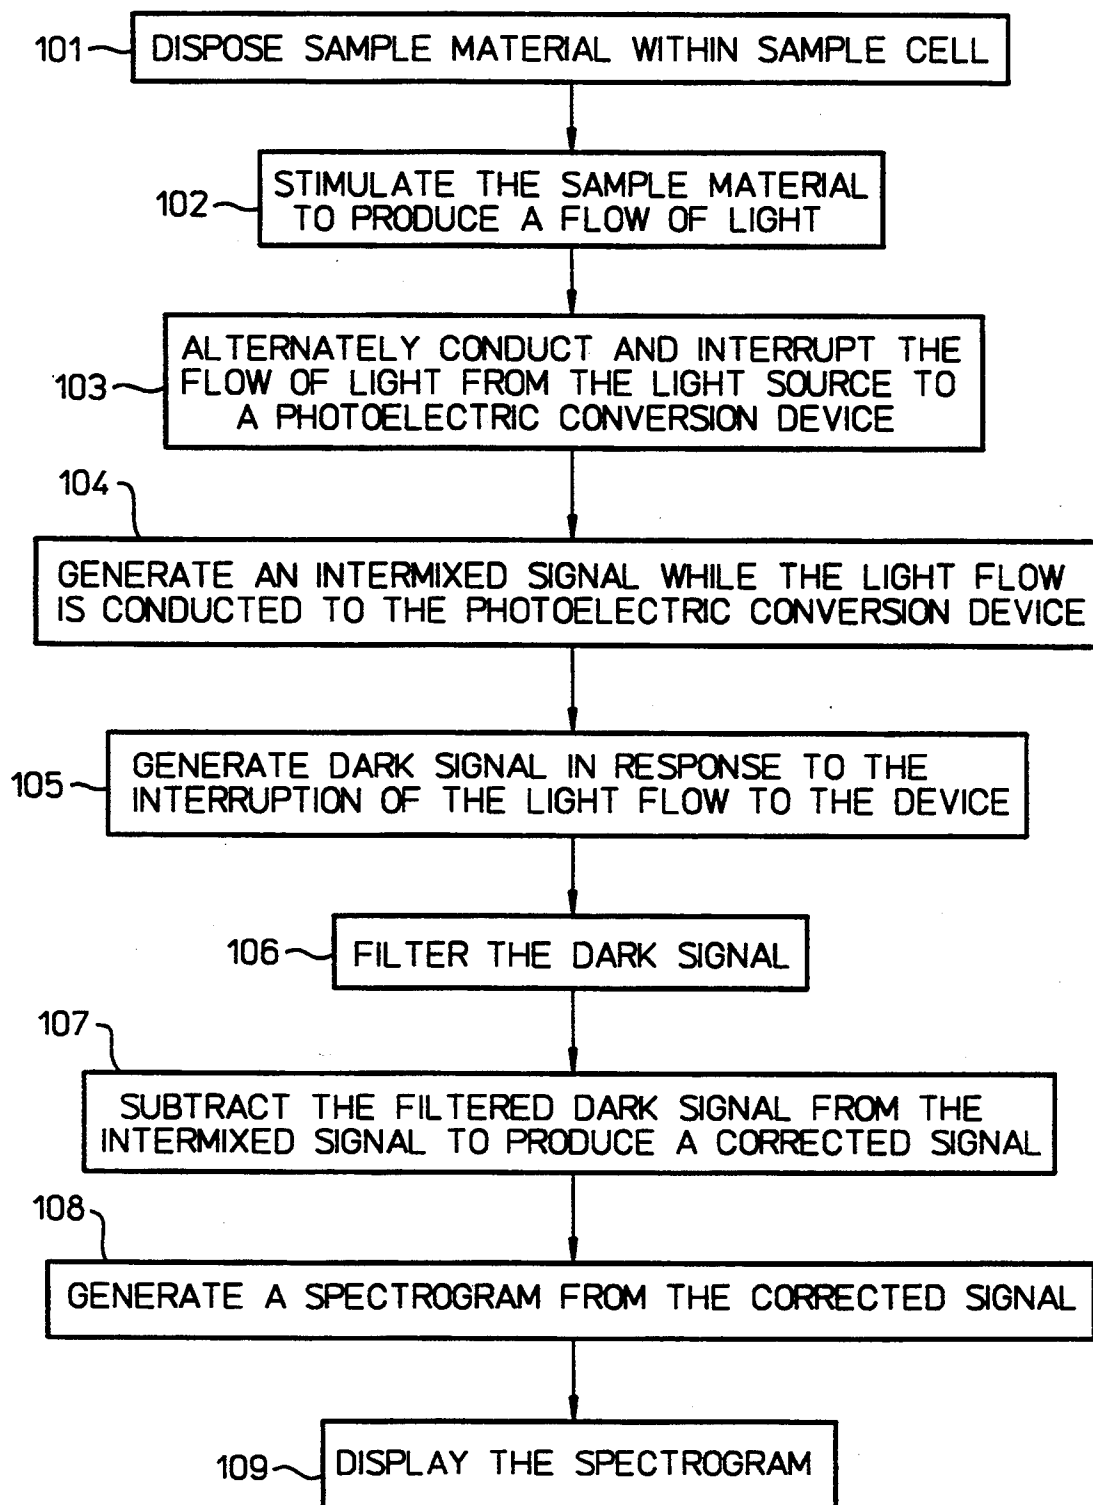 101
DISPOSE SAMPLE MATERIAL WITHIN SAMPLE CELL
102
STIMULATE THE SAMPLE MATERIAL
TO PRODUCE A FLOW OF LIGHT
103
ALTERNATELY CONDUCT AND INTERRUPT THE
FLOW OF LIGHT FROM THE LIGHT SOURCE TO
A PHOTOELECTRIC CONVERSION DEVICE
104
GENERATE AN INTERMIXED SIGNAL WHILE THE LIGHT FLOW
IS CONDUCTED TO THE PHOTOELECTRIC CONVERSION DEVICE
105
GENERATE DARK SIGNAL IN RESPONSE TO THE
INTERRUPTION OF THE LIGHT FLOW TO THE DEVICE
106
FILTER THE DARK SIGNAL
107
SUBTRACT THE FILTERED DARK SIGNAL FROM THE
INTERMIXED SIGNAL TO PRODUCE A CORRECTED SIGNAL
108
GENERATE A SPECTROGRAM FROM THE CORRECTED SIGNAL
109
DISPLAY THE SPECTROGRAM